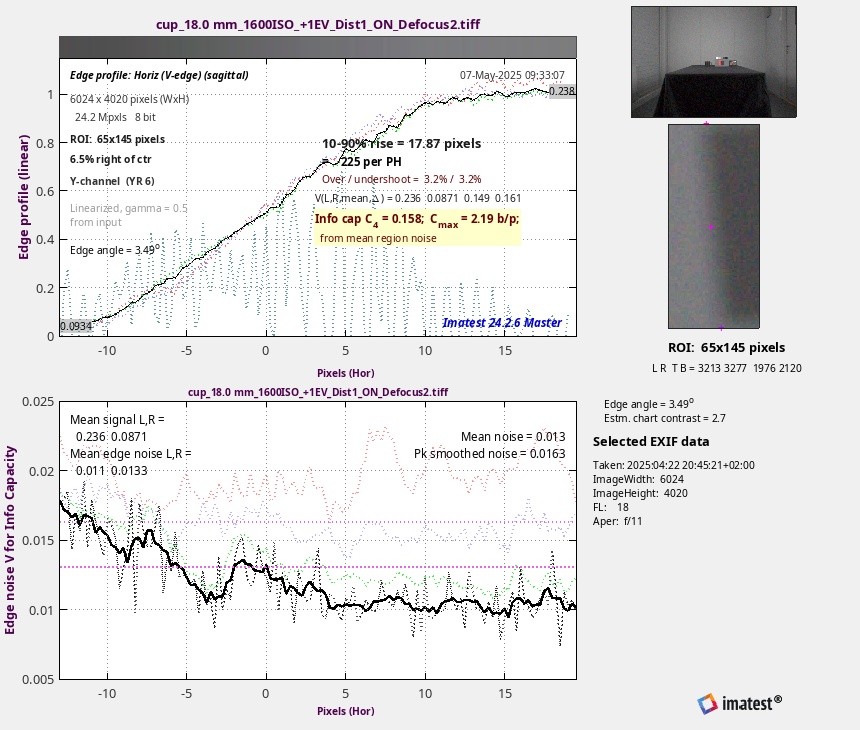 cup_18.0 mm_1600ISO_+1EV_Dist1_ON_Defocus2.tiff
Edge profile: Horiz (V-edge) (sagittal)
07-May-2025 09:33:07
6024 x 4020 pixels (WxH)
24.2 Mpxls 8 bit
ROI: 65x145 pixels
6.5% right of ctr
Y-channel (YR 6)
Linearized, gamma = 0.5
from input
Edge angle = 3.49°
0.238
10-90% rise = 17.87 pixels
= 225 per PH
Over / undershoot = 3.2% / 3.2%
V(L,R,mean,Δ) = 0.236 0.0871 0.149 0.161
Info cap C4 = 0.158; Cmax = 2.19 b/p;
from mean region noise
0.0934
Imatest 24.2.6 Master
Edge profile (linear)
1
0.8
0.6
0.4
0.2
0
-10 -5 0 5 10 15
Pixels (Hor)
cup_18.0 mm_1600ISO_+1EV_Dist1_ON_Defocus2.tiff
Mean signal L,R =
0.236 0.0871
Mean edge noise L,R =
0.011 0.0133
Mean noise = 0.013
Pk smoothed noise = 0.0163
Edge noise V for Info Capacity
0.025
0.02
0.015
0.01
0.005
-10 -5 0 5 10 15
Pixels (Hor)
ROI: 65x145 pixels
L R T B = 3213 3277 1976 2120
Edge angle = 3.49°
Estm. chart contrast = 2.7
Selected EXIF data
Taken: 2025:04:22 20:45:21+02:00
ImageWidth: 6024
ImageHeight: 4020
FL: 18
Aper: f/11
imatest®